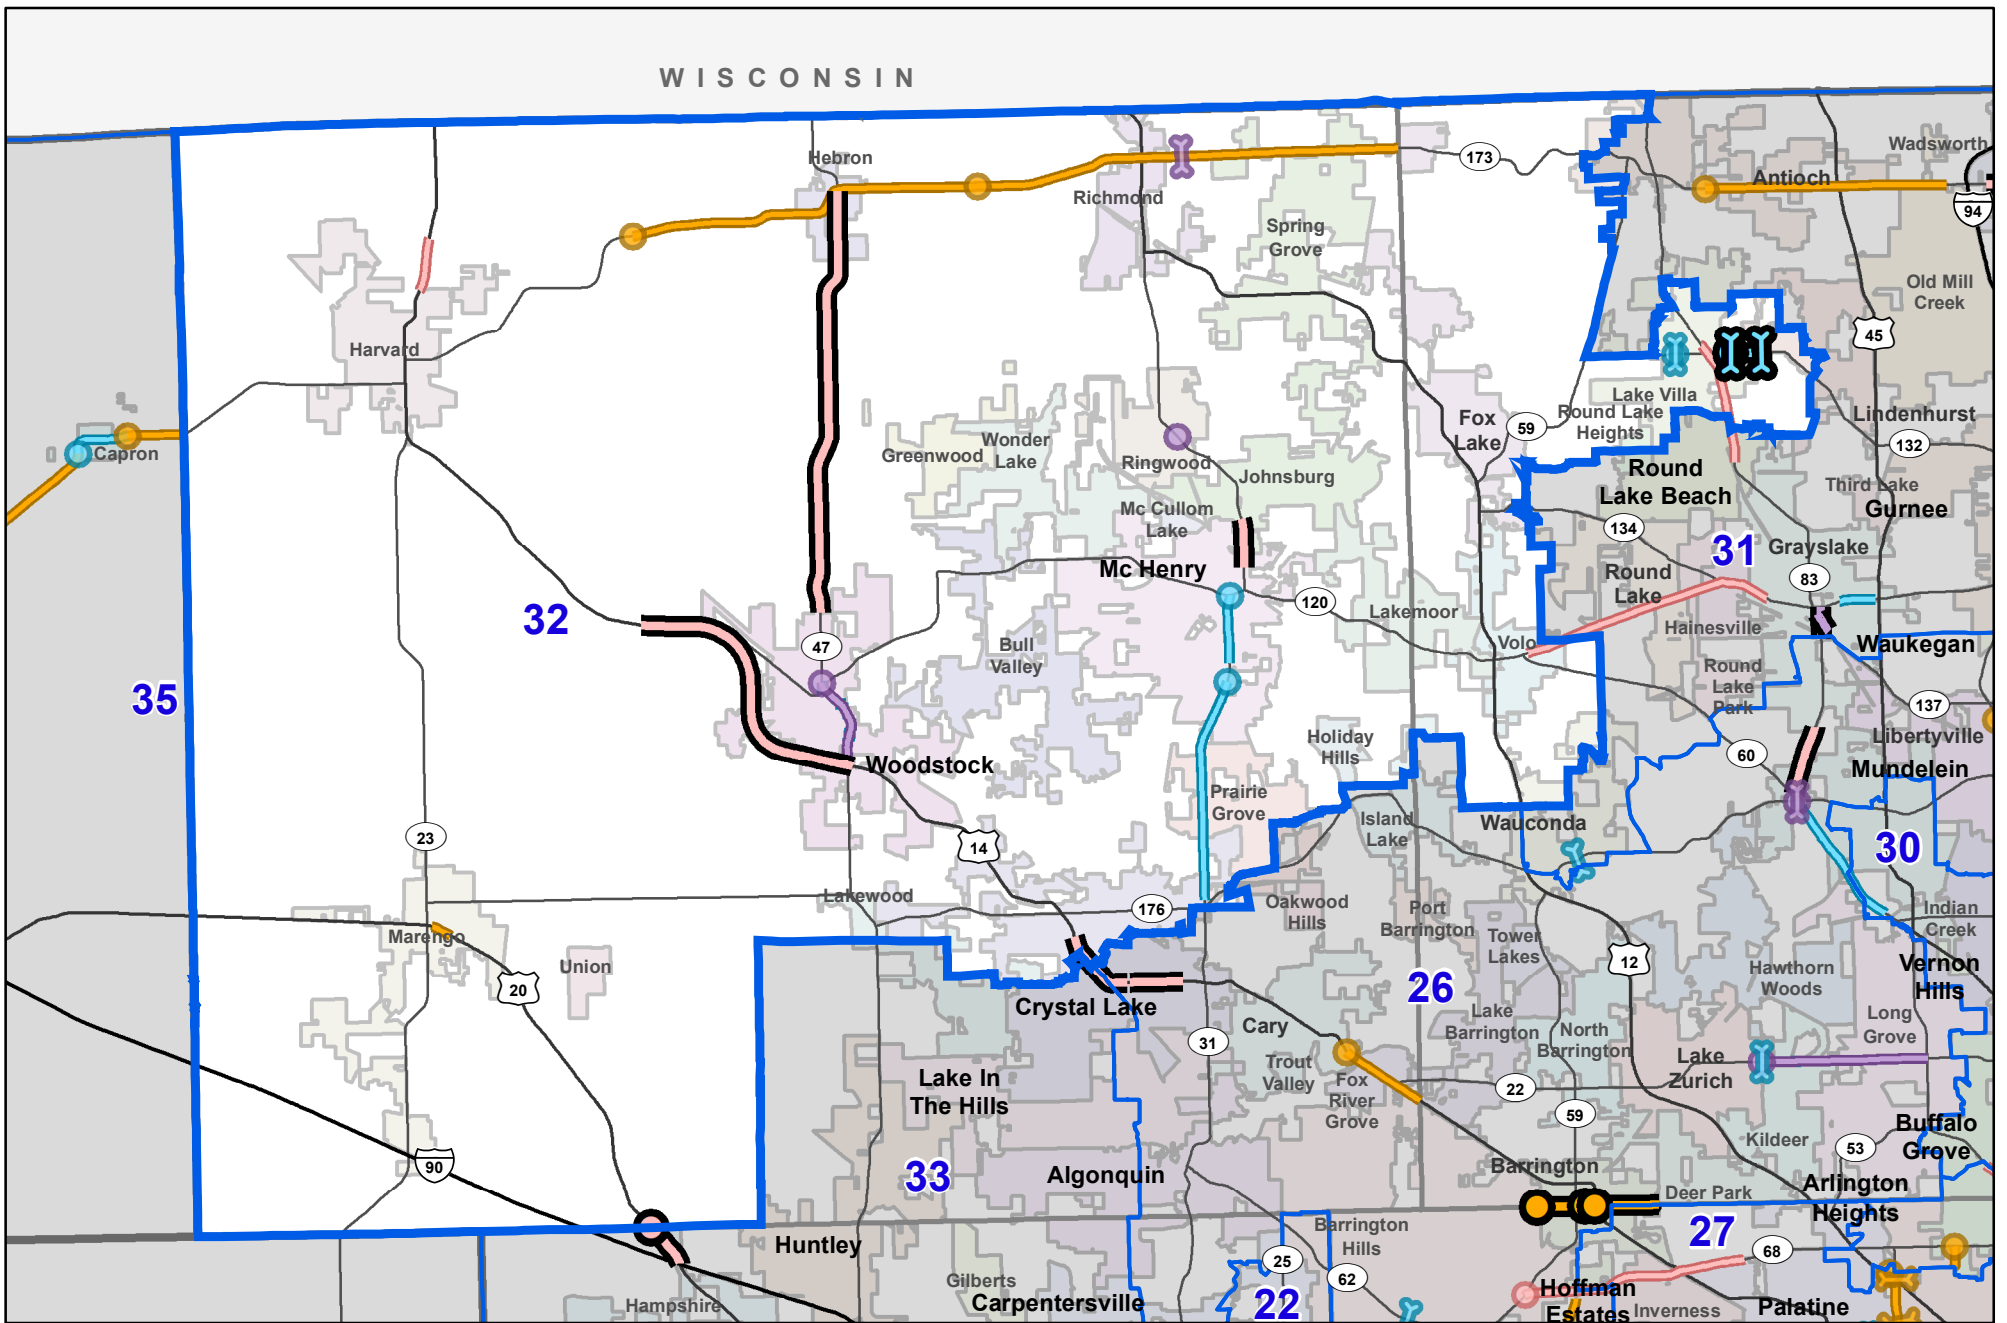 WISCONSIN
Hebron
173
Wadsworth
Antioch
94
Richmond
Spring
Grove
Old Mill
Creek
45
Harvard
Lake Villa
Round Lake
Heights
Fox
Lake
59
Lindenhurst
132
Capron
Greenwood
Wonder
Lake
Ringwood
Johnsburg
Round
Lake Beach
Third Lake
Gurnee
Mc Cullom
Lake
134
31
Grayslake
Mc Henry
Round
Lake
83
120
Lakemoor
32
47
Bull
Valley
Volo
Hainesville
Waukegan
35
Round
Lake
Park
137
Libertyville
Holiday
Hills
60
Mundelein
Woodstock
Prairie
Grove
Island
Lake
Wauconda
23
14
30
Lakewood
176
Oakwood
Hills
Port
Barrington
Tower
Lakes
Indian
Creek
Marengo
12
Union
20
26
Hawthorn
Woods
Vernon
Hills
Crystal Lake
Lake
Barrington
North
Barrington
Long
Grove
Cary
31
Trout
Valley
Fox
River
Grove
Lake
Zurich
Lake In
The Hills
22
59
Buffalo
Grove
Kildeer
53
90
33
Algonquin
Barrington
Deer Park
Arlington
Heights
Huntley
Barrington
Hills
27
68
25
62
Gilberts
Carpentersville
22
Hampshire
Hoffman
Estates
Inverness
Palatine